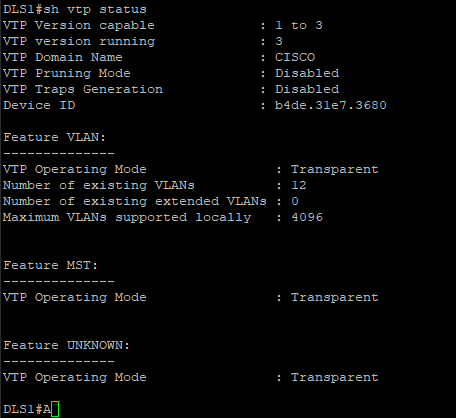 DLS1#sh vtp status
VTP Version capable             : 1 to 3
VTP version running             : 3
VTP Domain Name                 : CISCO
VTP Pruning Mode                : Disabled
VTP Traps Generation            : Disabled
Device ID                       : b4de.31e7.3680
Feature VLAN:
--------------
VTP Operating Mode                : Transparent
Number of existing VLANs          : 12
Number of existing extended VLANs : 0
Maximum VLANs supported locally   : 4096
Feature MST:
--------------
VTP Operating Mode                : Transparent
Feature UNKNOWN:
--------------
VTP Operating Mode                : Transparent
DLS1#A